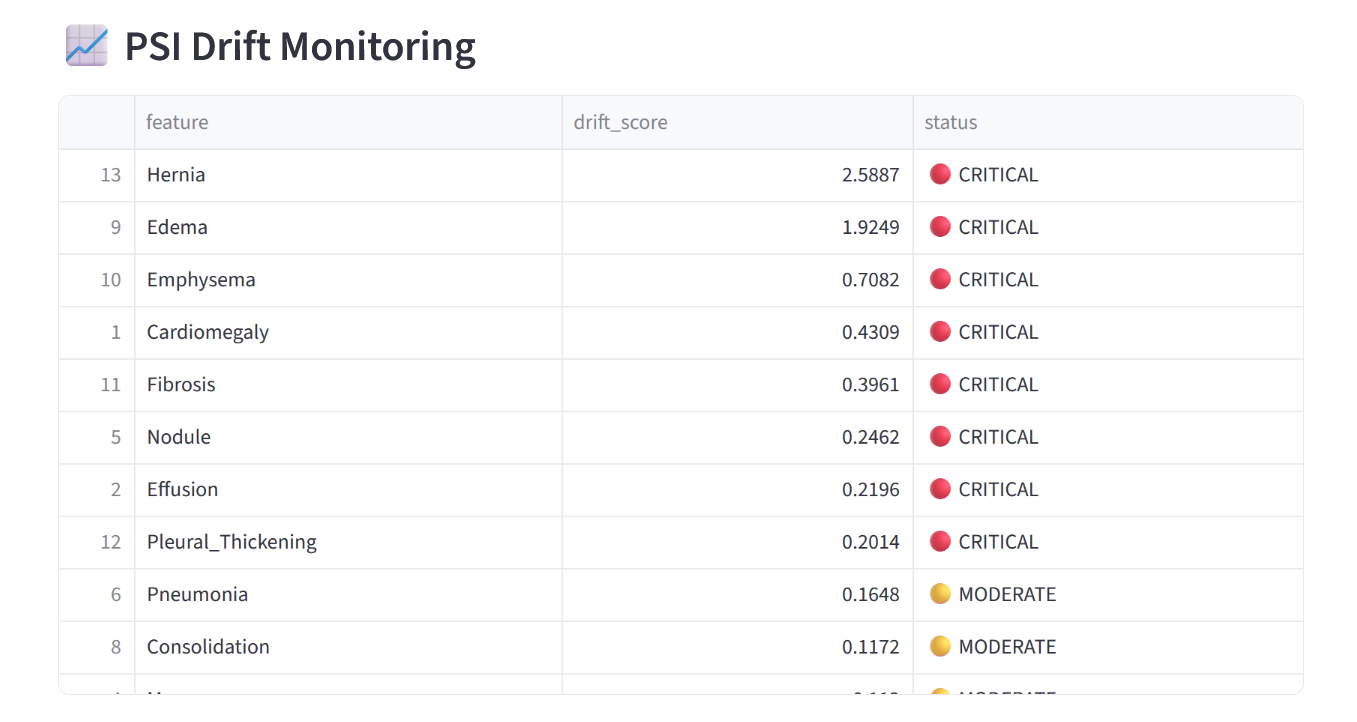 PSI Drift Monitoring
feature drift_score status
13 Hernia 2.5887 CRITICAL
9 Edema 1.9249 CRITICAL
10 Emphysema 0.7082 CRITICAL
1 Cardiomegaly 0.4309 CRITICAL
11 Fibrosis 0.3961 CRITICAL
5 Nodule 0.2462 CRITICAL
2 Effusion 0.2196 CRITICAL
12 Pleural_Thickening 0.2014 CRITICAL
6 Pneumonia 0.1648 MODERATE
8 Consolidation 0.1172 MODERATE
MODERATE